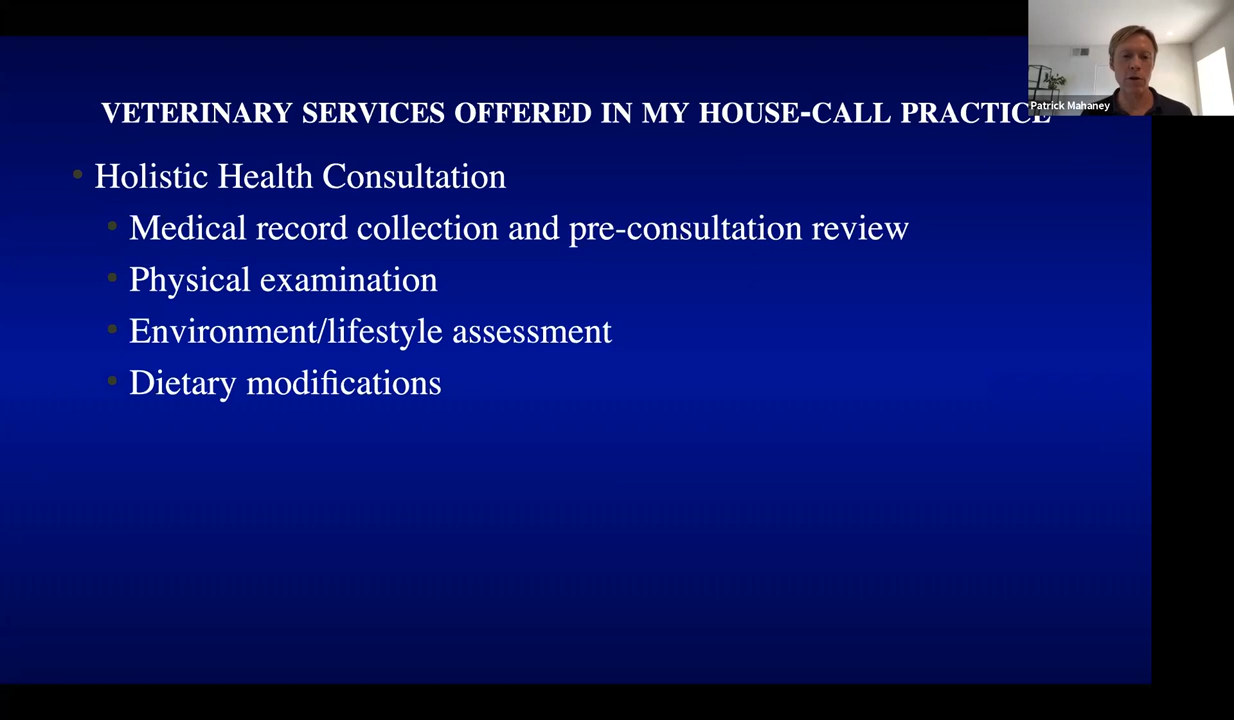 VETERINARY SERVICES OFFERED IN MY HOUSE-CALL PRACTICE
Patrick Mahaney
• Holistic Health Consultation
• Medical record collection and pre-consultation review
• Physical examination
• Environment/lifestyle assessment
• Dietary modifications